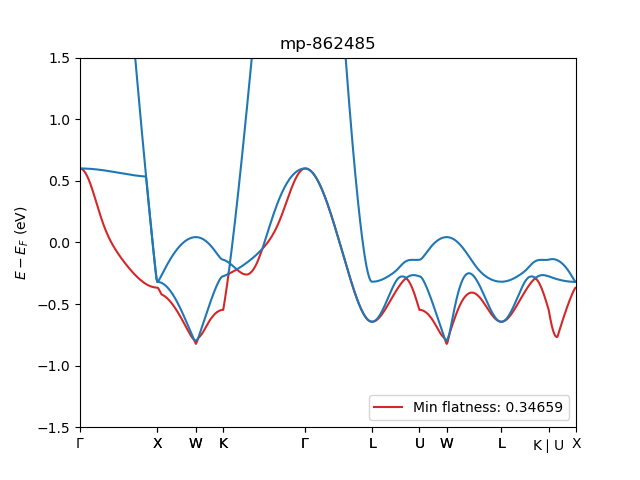 mp-862485
E − E_F (eV)
1.5
1.0
0.5
0.0
−0.5
−1.0
−1.5
Min flatness: 0.34659
Γ X W K Γ L U W L K | U X